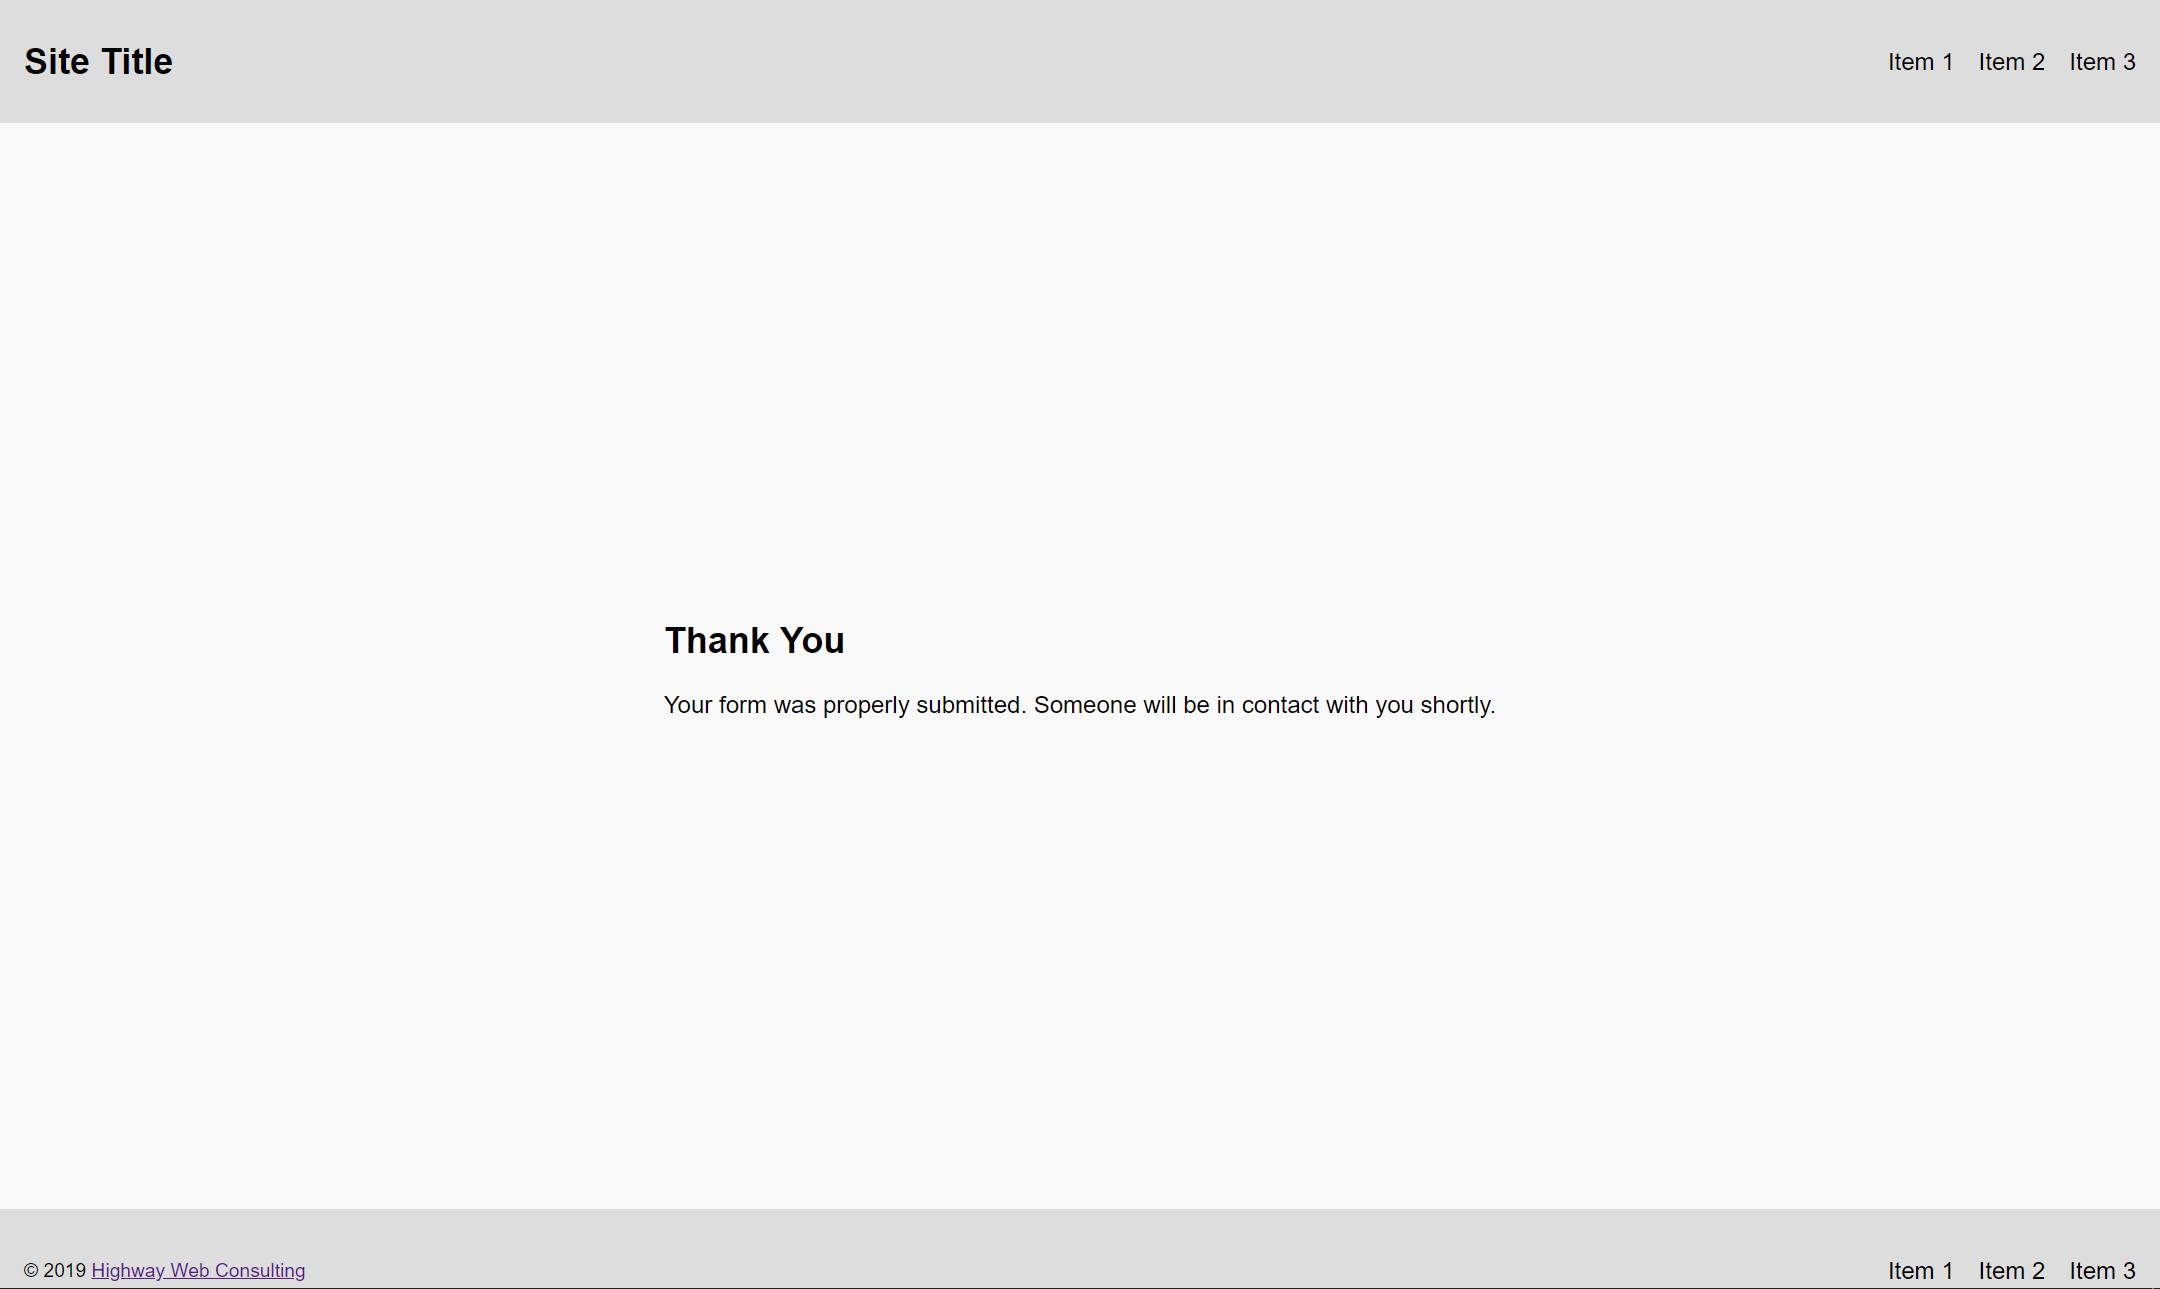 Site Title
Item 1 Item 2 Item 3
Thank You
Your form was properly submitted. Someone will be in contact with you shortly.
© 2019 Highway Web Consulting
Item 1 Item 2 Item 3